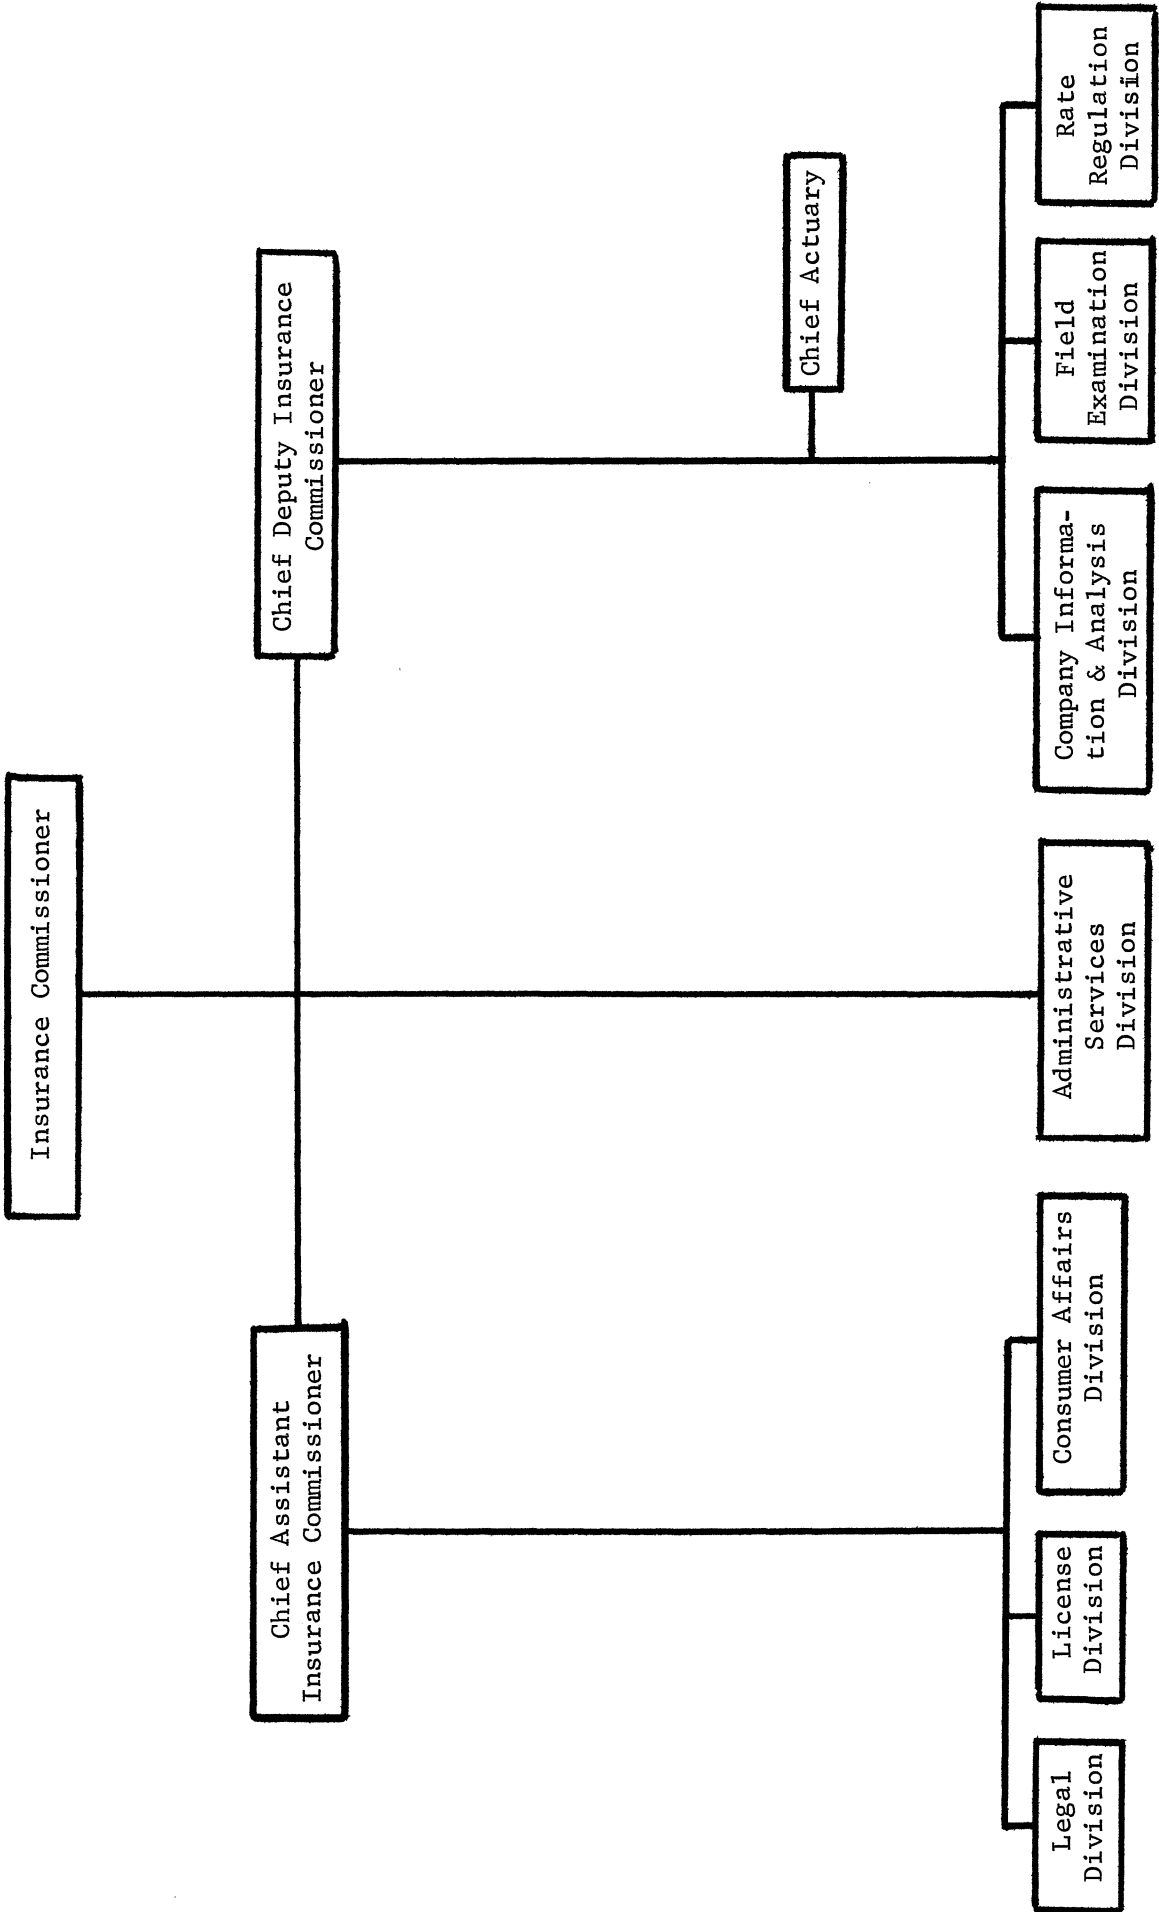 Insurance Commissioner
Chief Assistant
Insurance Commissioner
Chief Deputy Insurance
Commissioner
Chief Actuary
Legal
Division
License
Division
Consumer Affairs
Division
Administrative
Services
Division
Company Informa-
tion & Analysis
Division
Field
Examination
Division
Rate
Regulation
Division